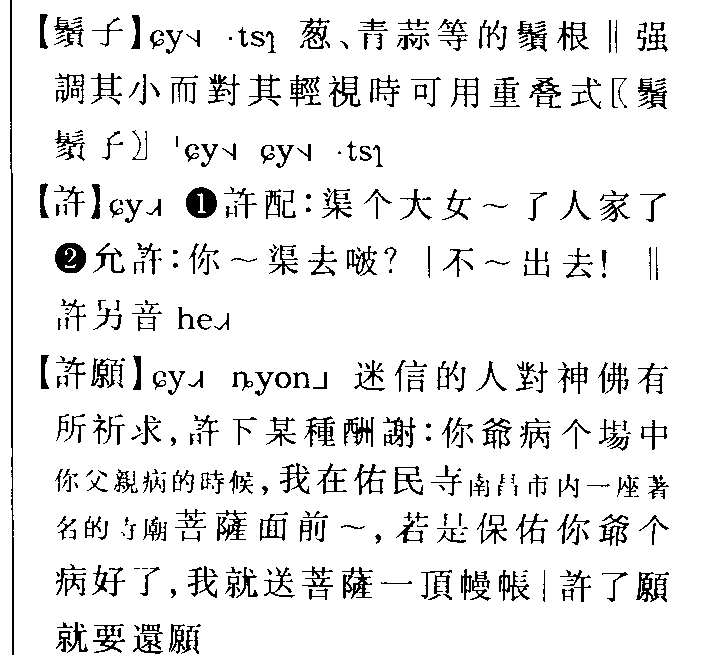 【鬚子】ɕy˧˩ ·tsɿ 葱、青蒜等的鬚根‖强
調其小而對其輕視時可用重叠式〖鬚
鬚子〗 ˈɕy˧˩ ɕy˧˩ ·tsɿ
【許】ɕy˨˩˧ ❶許配：渠个大女～了人家了
❷允許：你～渠去啵？｜不～出去！‖
許另音 he˨˩˧
【許願】ɕy˨˩˧ ȵyon˩ 迷信的人對神佛有
所祈求，許下某種酬謝：你爺病个場中
你父親病的時候，我在佑民寺南昌市内一座著
名的寺廟菩薩面前～，若是保佑你爺个
病好了，我就送菩薩一頂幔帳｜許了願
就要還願